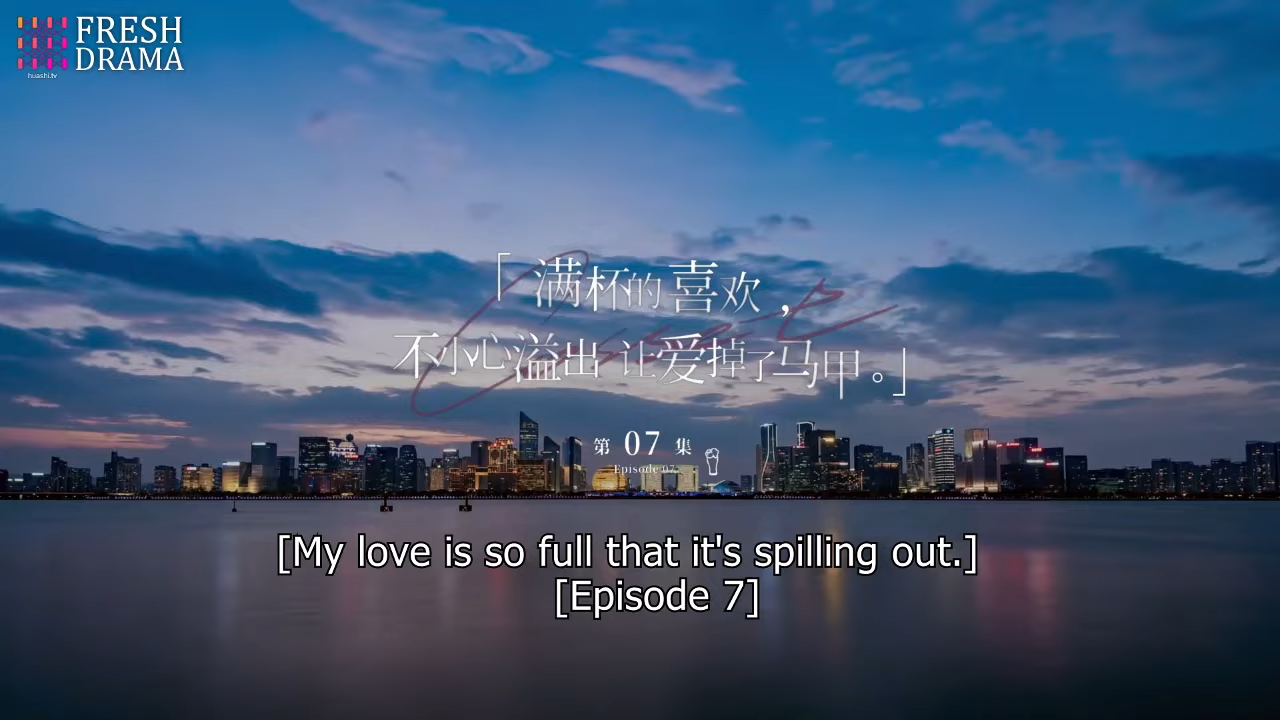 FRESH
DRAMA
huashi.tv
「满杯的喜欢，
不小心溢出 让爱掉了马甲。」
第 07 集
Episode 07
[My love is so full that it's spilling out.]
[Episode 7]